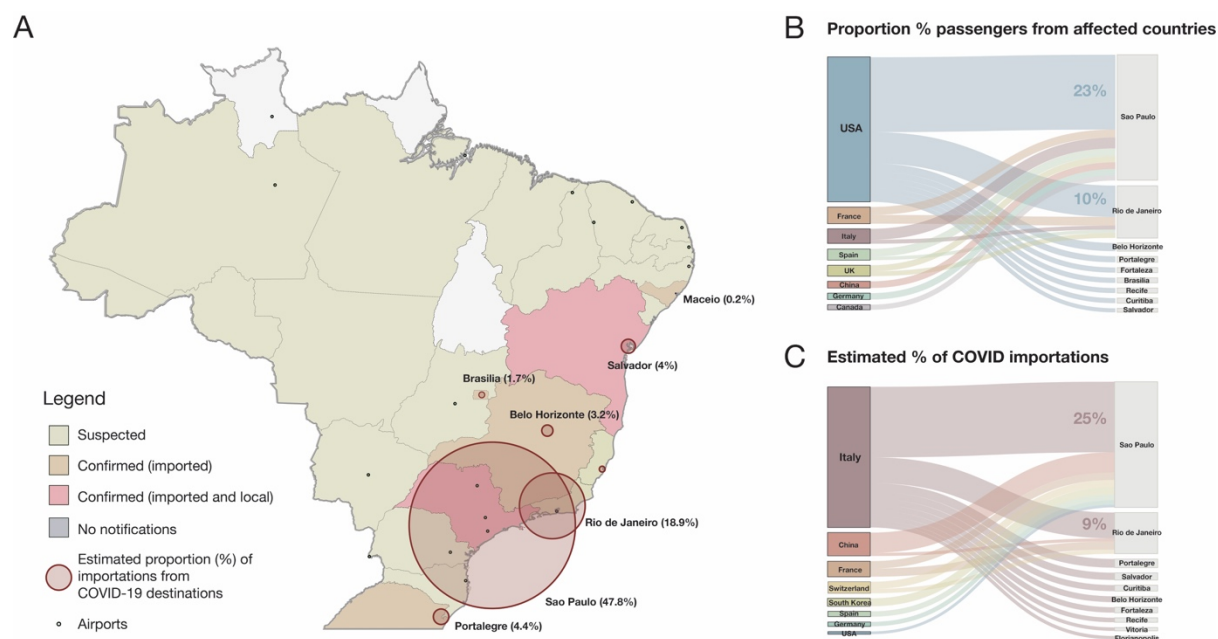 A
Maceio (0.2%)
Salvador (4%)
Brasilia (1.7%)
Belo Horizonte (3.2%)
Rio de Janeiro (18.9%)
Sao Paulo (47.8%)
Portalegre (4.4%)
Legend
Suspected
Confirmed (imported)
Confirmed (imported and local)
No notifications
Estimated proportion (%) of
importations from
COVID-19 destinations
Airports
B Proportion % passengers from affected countries
USA
France
Italy
Spain
UK
China
Germany
Canada
23%
10%
Sao Paulo
Rio de Janeiro
Belo Horizonte
Portalegre
Fortaleza
Brasilia
Recife
Curitiba
Salvador
C Estimated % of COVID importations
Italy
China
France
Switzerland
South Korea
Spain
Germany
USA
25%
9%
Sao Paulo
Rio de Janeiro
Portalegre
Salvador
Curitiba
Belo Horizonte
Fortaleza
Recife
Vitoria
Florianopolis